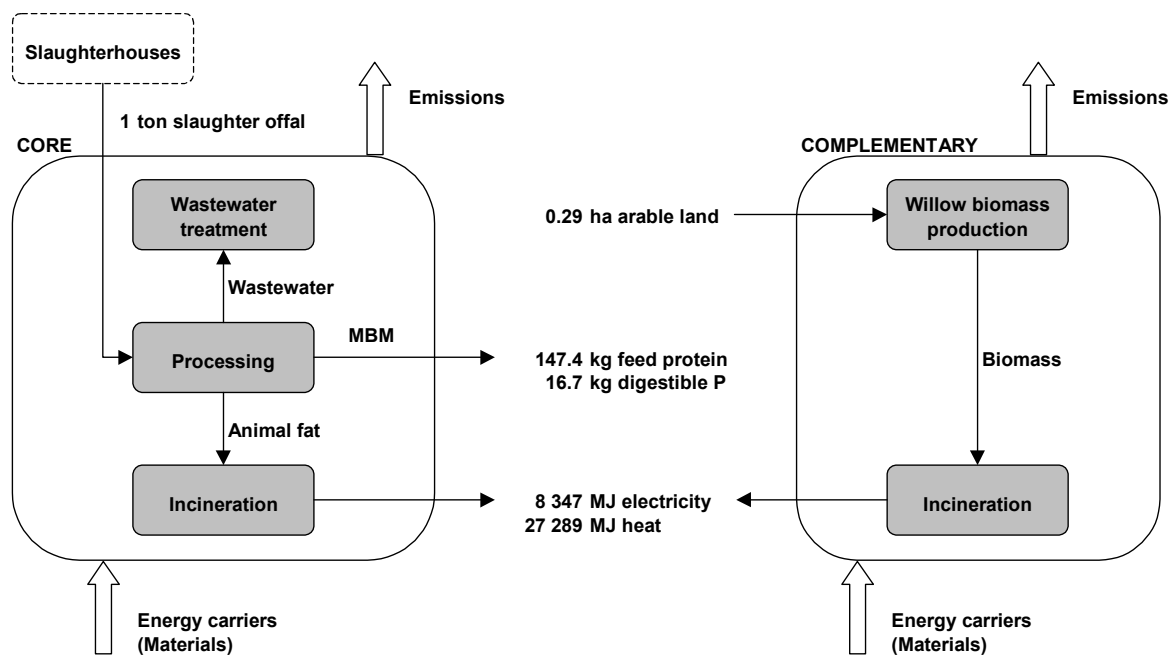 Slaughterhouses
Emissions
Emissions
1 ton slaughter offal
CORE
COMPLEMENTARY
Wastewater
treatment
0.29 ha arable land
Willow biomass
production
Wastewater
MBM
Processing
147.4 kg feed protein
16.7 kg digestible P
Biomass
Animal fat
Incineration
8 347 MJ electricity
27 289 MJ heat
Incineration
Energy carriers
(Materials)
Energy carriers
(Materials)